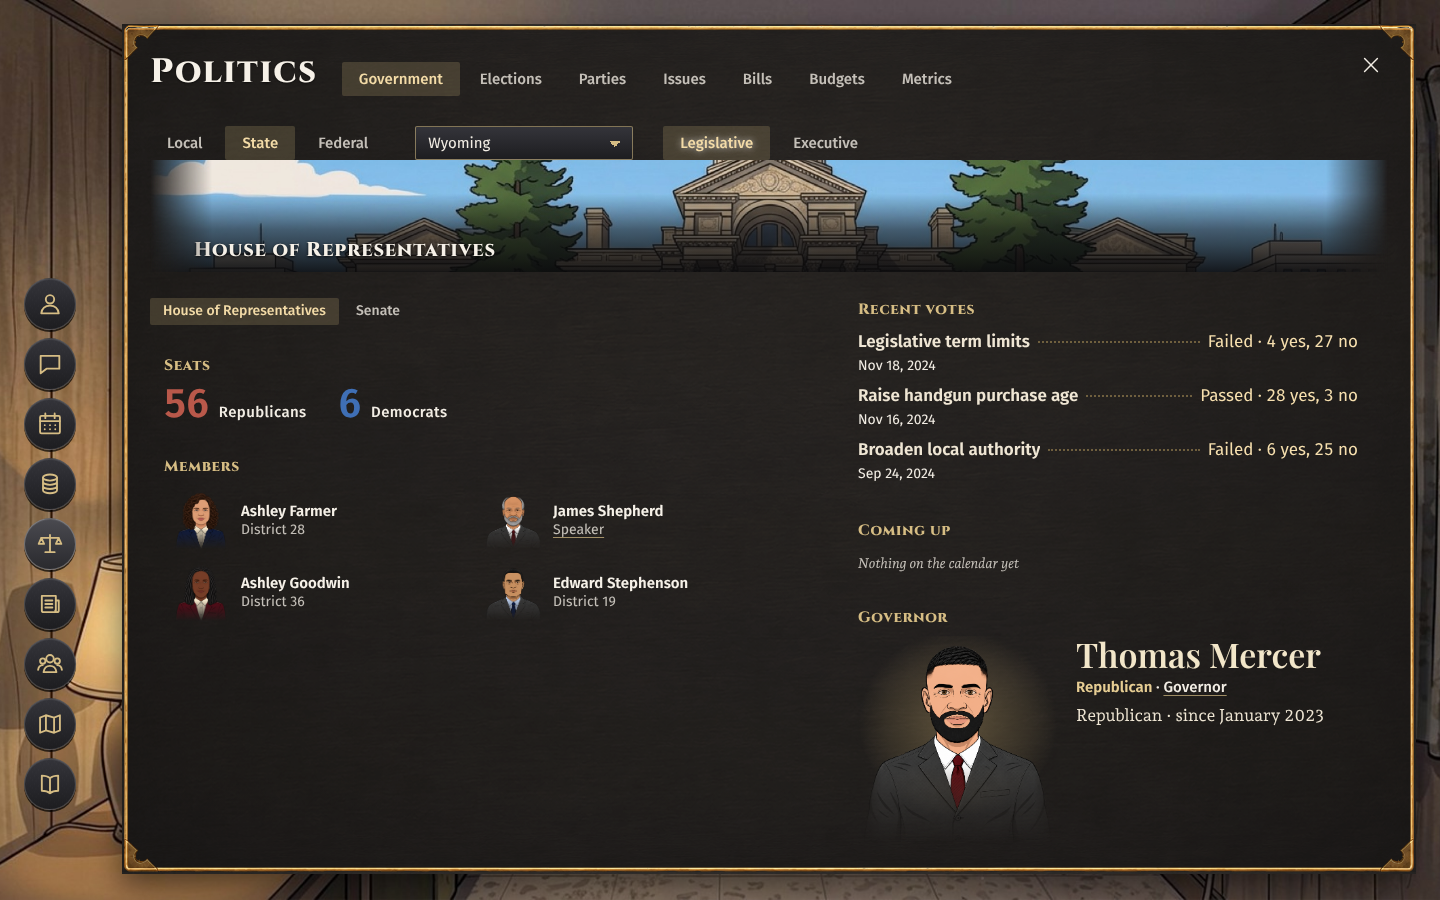 Politics
Government Elections Parties Issues Bills Budgets Metrics
Local State Federal Wyoming Legislative Executive
House of Representatives
House of Representatives Senate
Seats
56 Republicans 6 Democrats
Members
Ashley Farmer
District 28
James Shepherd
Speaker
Ashley Goodwin
District 36
Edward Stephenson
District 19
Recent votes
Legislative term limits Failed · 4 yes, 27 no
Nov 18, 2024
Raise handgun purchase age Passed · 28 yes, 3 no
Nov 16, 2024
Broaden local authority Failed · 6 yes, 25 no
Sep 24, 2024
Coming up
Nothing on the calendar yet
Governor
Thomas Mercer
Republican · Governor
Republican · since January 2023